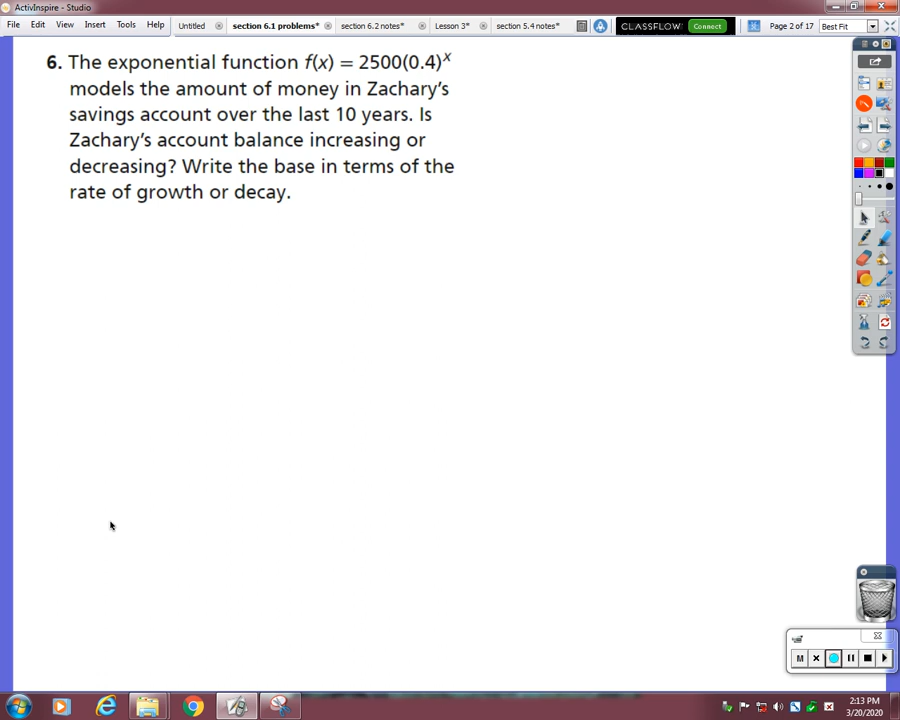 ActivInspire - Studio
File Edit View Insert Tools Help
Untitled section 6.1 problems* section 6.2 notes* Lesson 3* section 5.4 notes* CLASSFLOW Connect Page 2 of 17 Best Fit
6. The exponential function f(x) = 2500(0.4)ˣ
models the amount of money in Zachary’s
savings account over the last 10 years. Is
Zachary’s account balance increasing or
decreasing? Write the base in terms of the
rate of growth or decay.
M
2:13 PM
3/20/2020